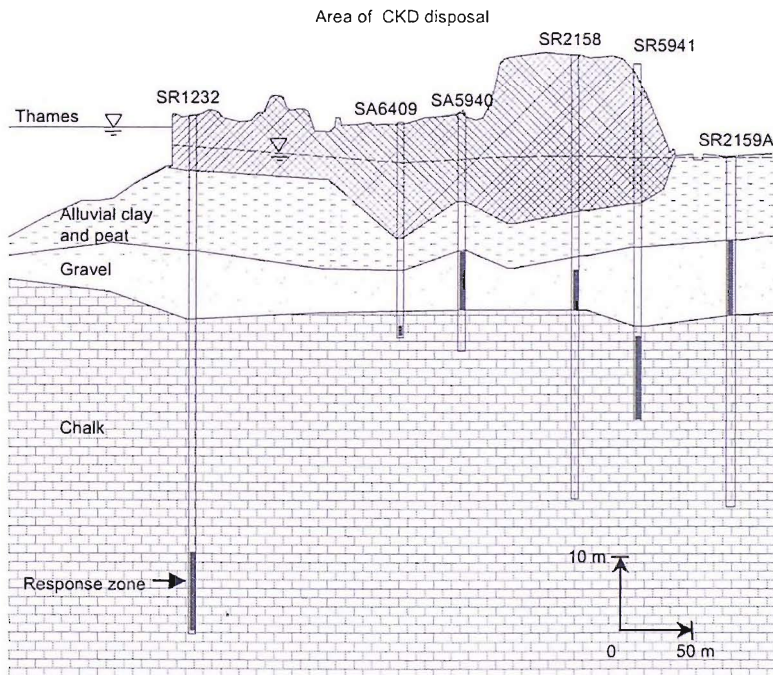 Area of CKD disposal
SR2158
SR5941
SR1232
SA6409
SA5940
Thames
SR2159A
Alluvial clay
and peat
Gravel
Chalk
Response zone
10 m
0
50 m